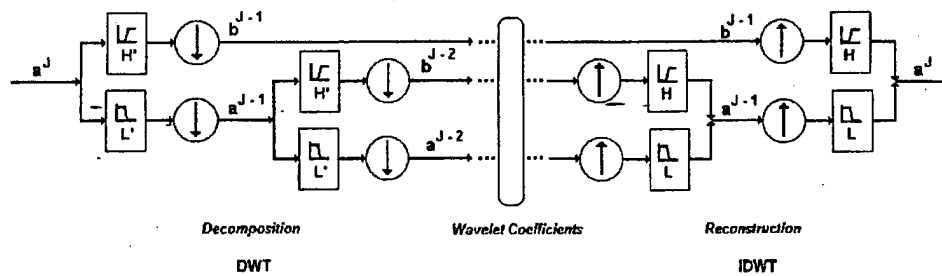 b^{J-1} b^{J-1}
H' H
a^J b^{J-2} a^J
H' H
a^{J-1} a^{J-1}
L' a^{J-2} L
L' L
Decomposition Wavelet Coefficients Reconstruction
DWT IDWT